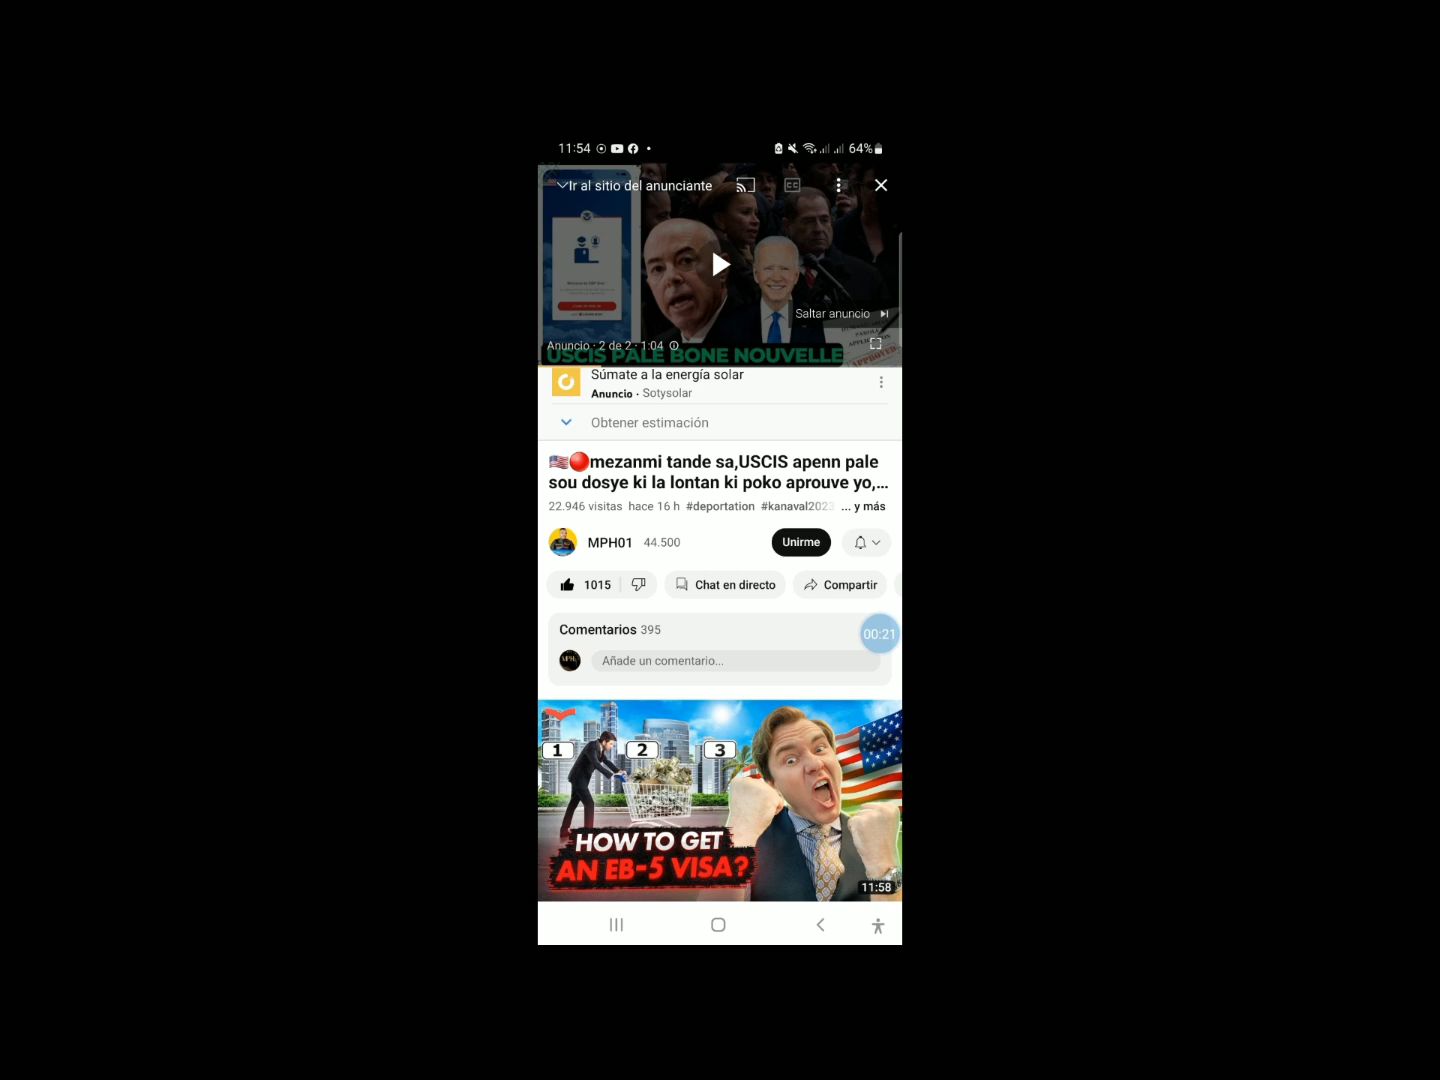 11:54
64%
Ir al sitio del anunciante
CC
Saltar anuncio
APPLICATION
APPROVED
Anuncio · 2 de 2 · 1:04
USCIS PALE BONE NOUVELLE
Súmate a la energía solar
Anuncio · Sotysolar
Obtener estimación
mezanmi tande sa,USCIS apenn pale
sou dosye ki la lontan ki poko aprouve yo,...
22.946 visitas hace 16 h #deportation #kanaval2023 ... y más
MPH01 44.500
Unirme
1015
Chat en directo
Compartir
Comentarios 395
00:21
Añade un comentario...
1 2 3
HOW TO GET
AN EB-5 VISA?
11:58